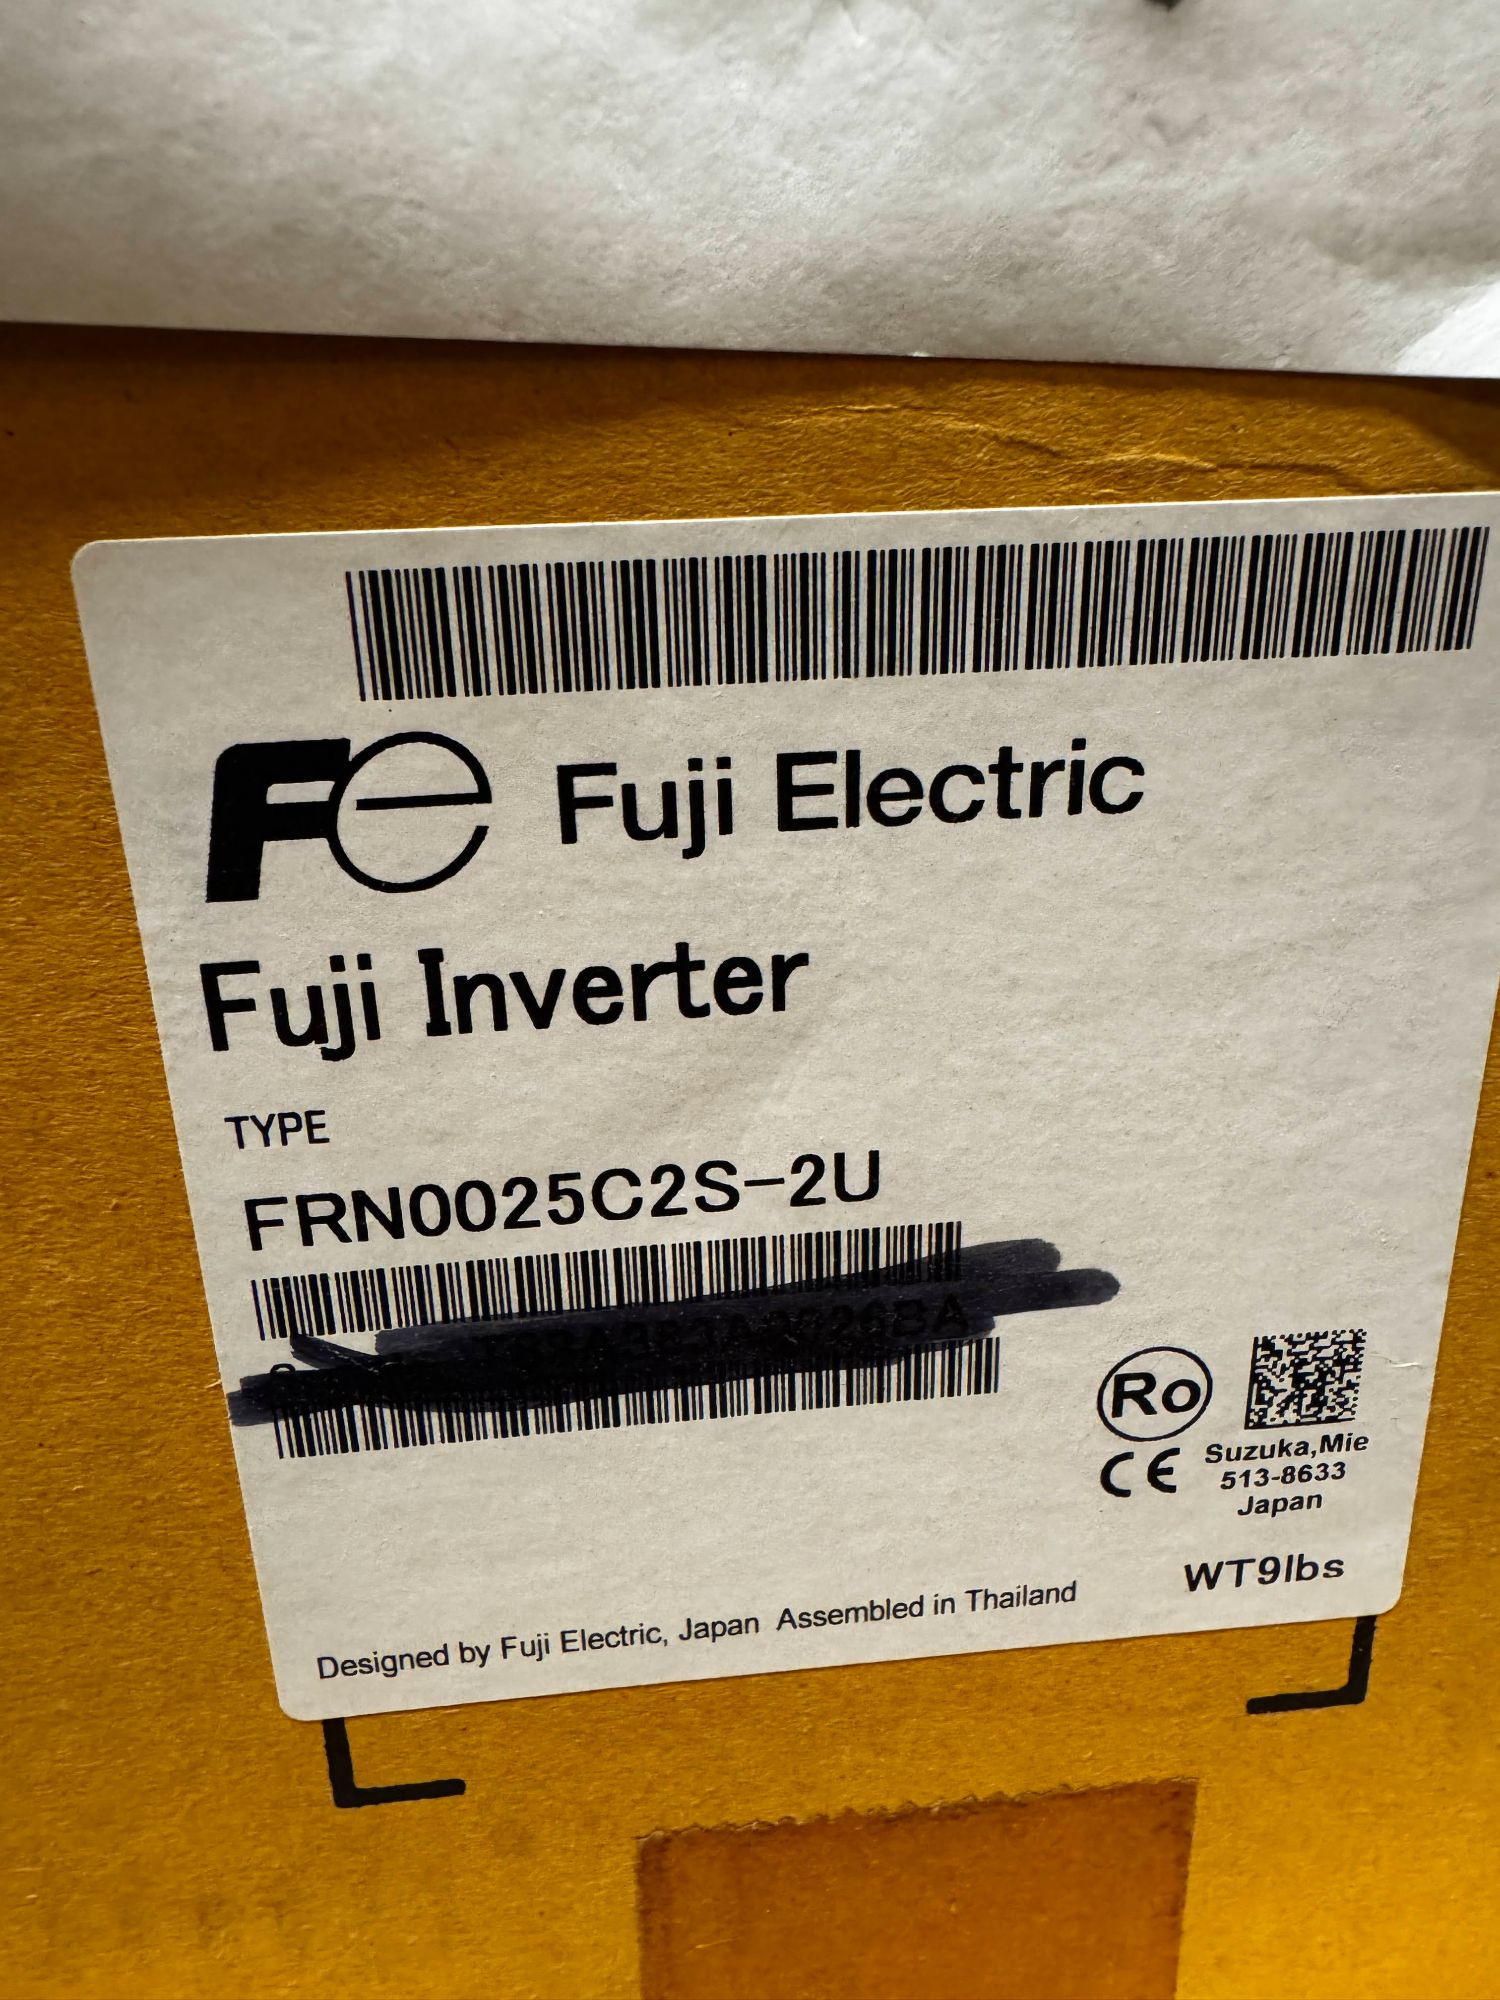 Fe Fuji Electric
Fuji Inverter
TYPE
FRN0025C2S-2U
Ro
CE
Suzuka,Mie
513-8633
Japan
WT9lbs
Designed by Fuji Electric, Japan Assembled in Thailand